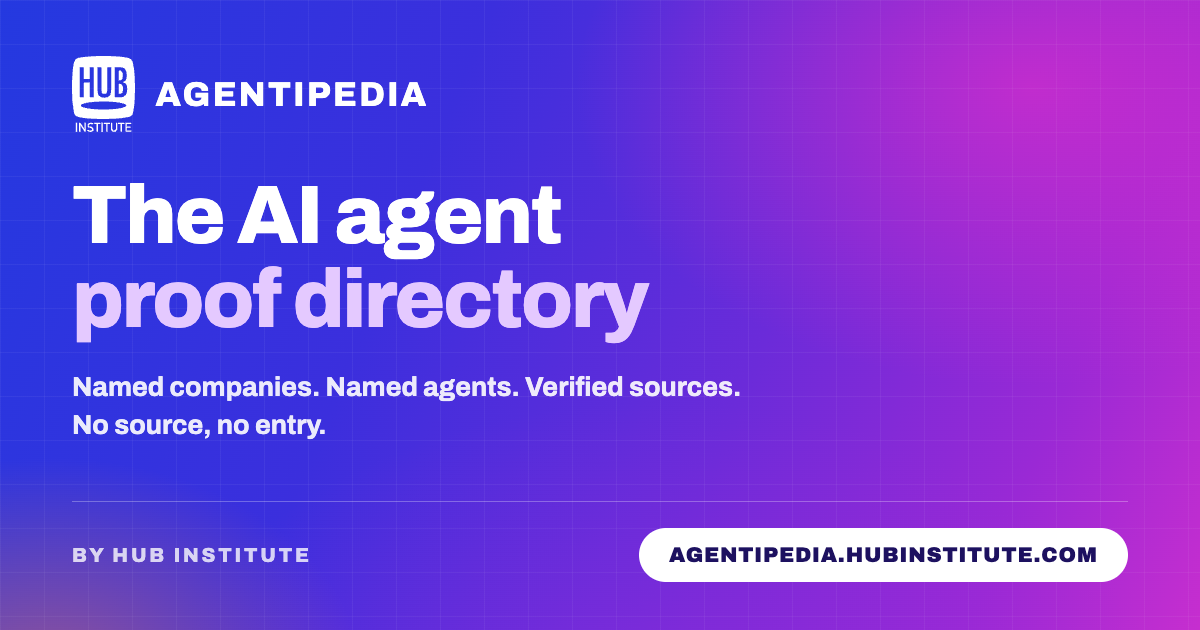 HUB
INSTITUTE
AGENTIPEDIA
The AI agent
proof directory
Named companies. Named agents. Verified sources.
No source, no entry.
BY HUB INSTITUTE
AGENTIPEDIA.HUBINSTITUTE.COM